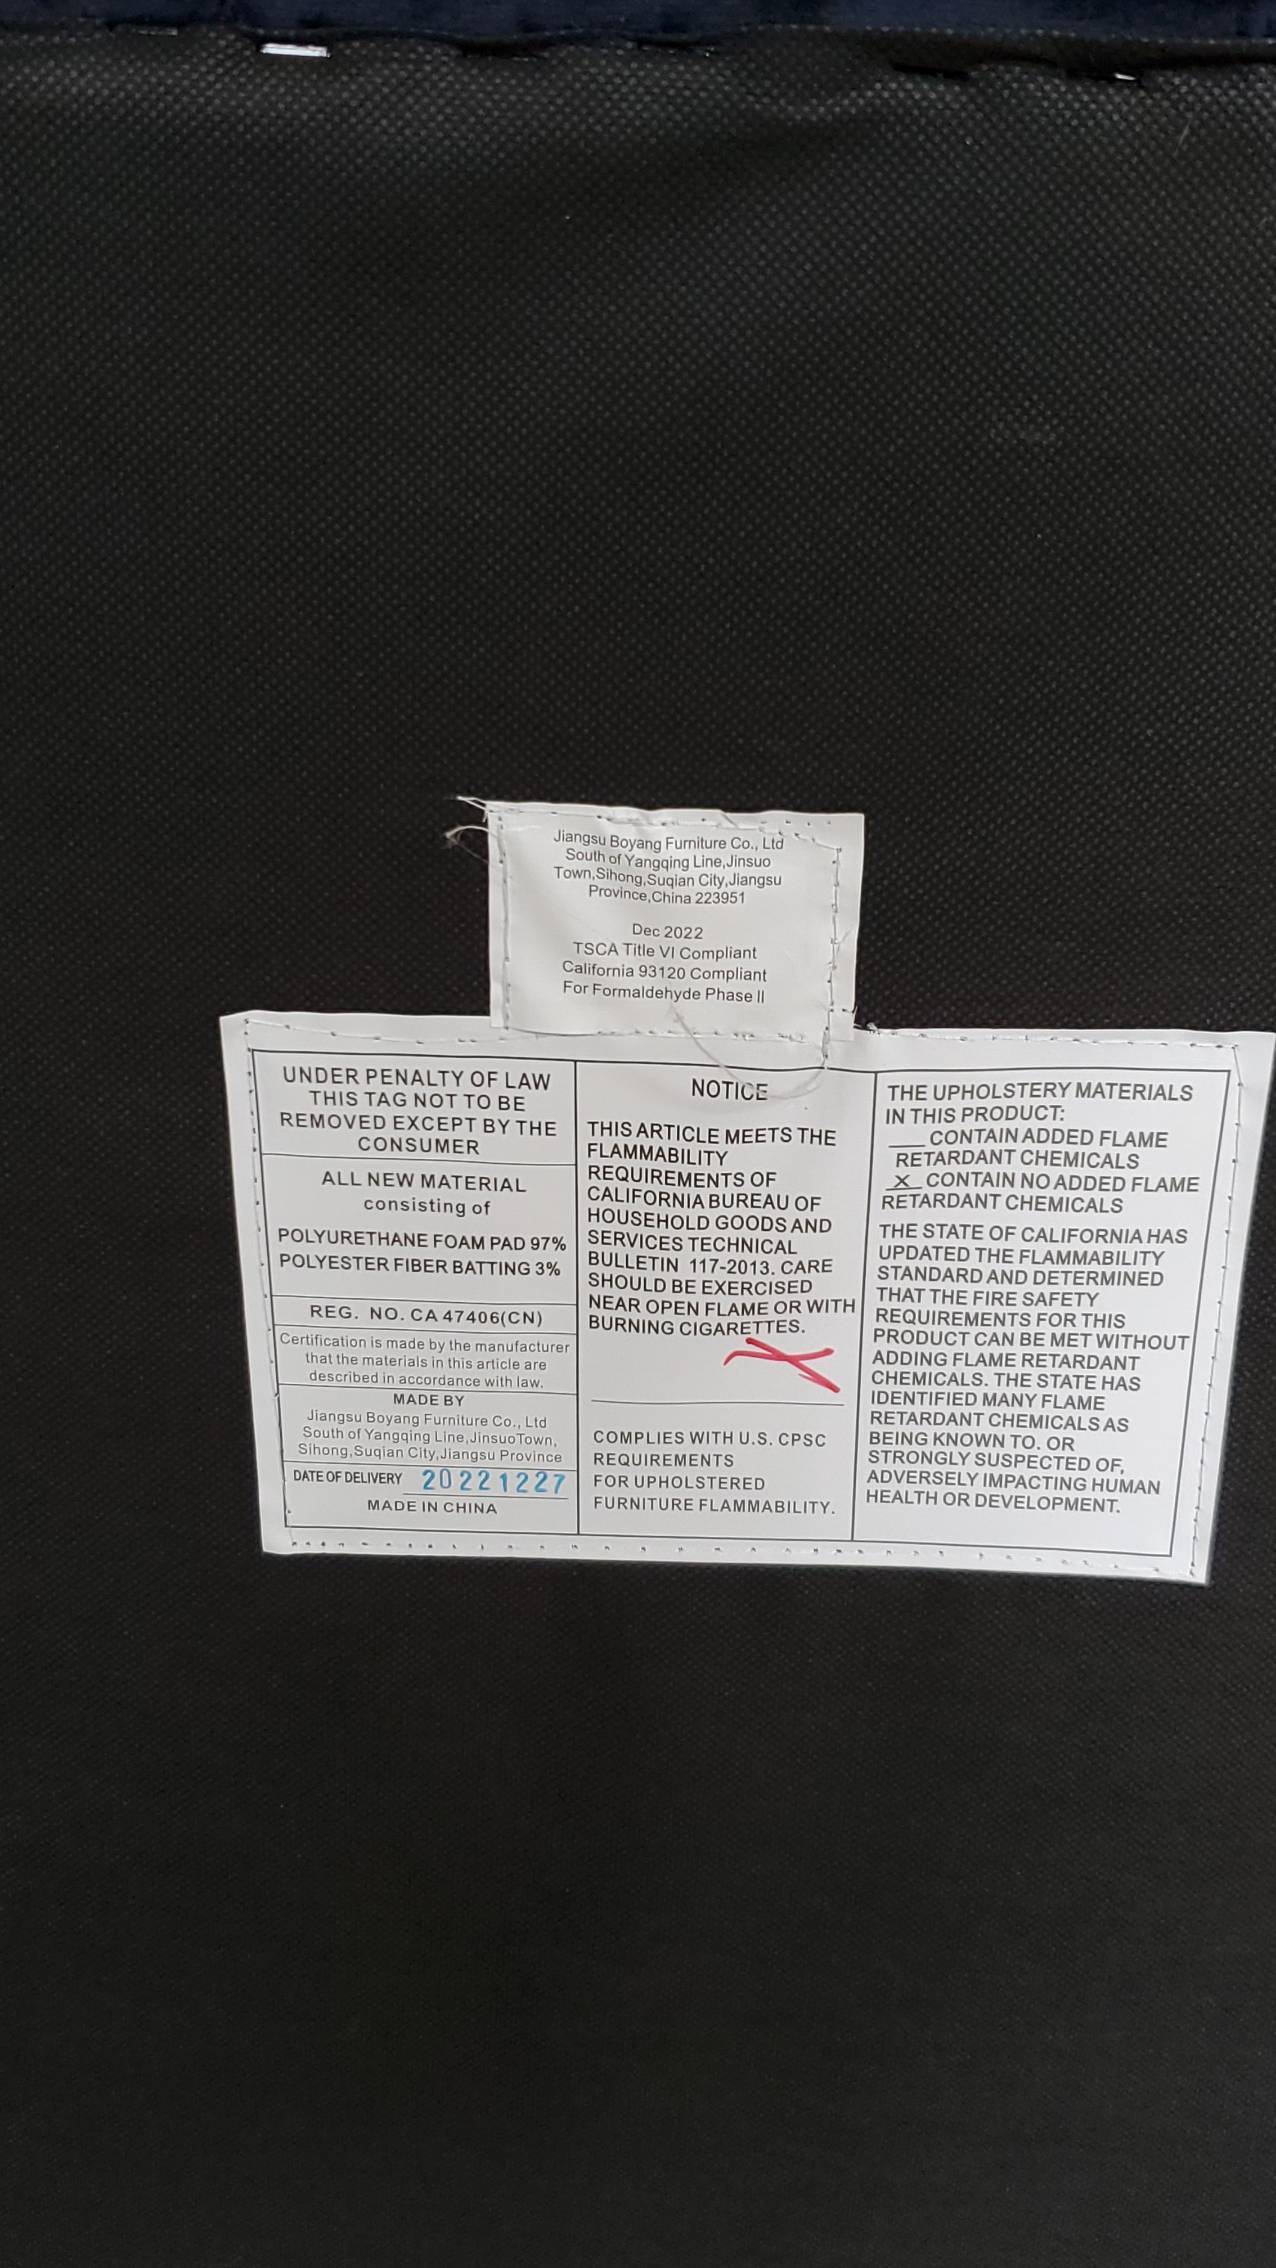 Jiangsu Boyang Furniture Co., Ltd
South of Yangqing Line,Jinsuo
Town,Sihong,Suqian City,Jiangsu
Province,China 223951
Dec 2022
TSCA Title VI Compliant
California 93120 Compliant
For Formaldehyde Phase II
UNDER PENALTY OF LAW
THIS TAG NOT TO BE
REMOVED EXCEPT BY THE
CONSUMER
ALL NEW MATERIAL
consisting of
POLYURETHANE FOAM PAD 97%
POLYESTER FIBER BATTING 3%
REG. NO. CA 47406(CN)
Certification is made by the manufacturer
that the materials in this article are
described in accordance with law.
MADE BY
Jiangsu Boyang Furniture Co., Ltd
South of Yangqing Line,JinsuoTown,
Sihong,Suqian City,Jiangsu Province
DATE OF DELIVERY 20221227
MADE IN CHINA
NOTICE
THIS ARTICLE MEETS THE
FLAMMABILITY
REQUIREMENTS OF
CALIFORNIA BUREAU OF
HOUSEHOLD GOODS AND
SERVICES TECHNICAL
BULLETIN 117-2013. CARE
SHOULD BE EXERCISED
NEAR OPEN FLAME OR WITH
BURNING CIGARETTES.
COMPLIES WITH U.S. CPSC
REQUIREMENTS
FOR UPHOLSTERED
FURNITURE FLAMMABILITY.
THE UPHOLSTERY MATERIALS
IN THIS PRODUCT:
___ CONTAIN ADDED FLAME
RETARDANT CHEMICALS
_X_ CONTAIN NO ADDED FLAME
RETARDANT CHEMICALS
THE STATE OF CALIFORNIA HAS
UPDATED THE FLAMMABILITY
STANDARD AND DETERMINED
THAT THE FIRE SAFETY
REQUIREMENTS FOR THIS
PRODUCT CAN BE MET WITHOUT
ADDING FLAME RETARDANT
CHEMICALS. THE STATE HAS
IDENTIFIED MANY FLAME
RETARDANT CHEMICALS AS
BEING KNOWN TO. OR
STRONGLY SUSPECTED OF,
ADVERSELY IMPACTING HUMAN
HEALTH OR DEVELOPMENT.